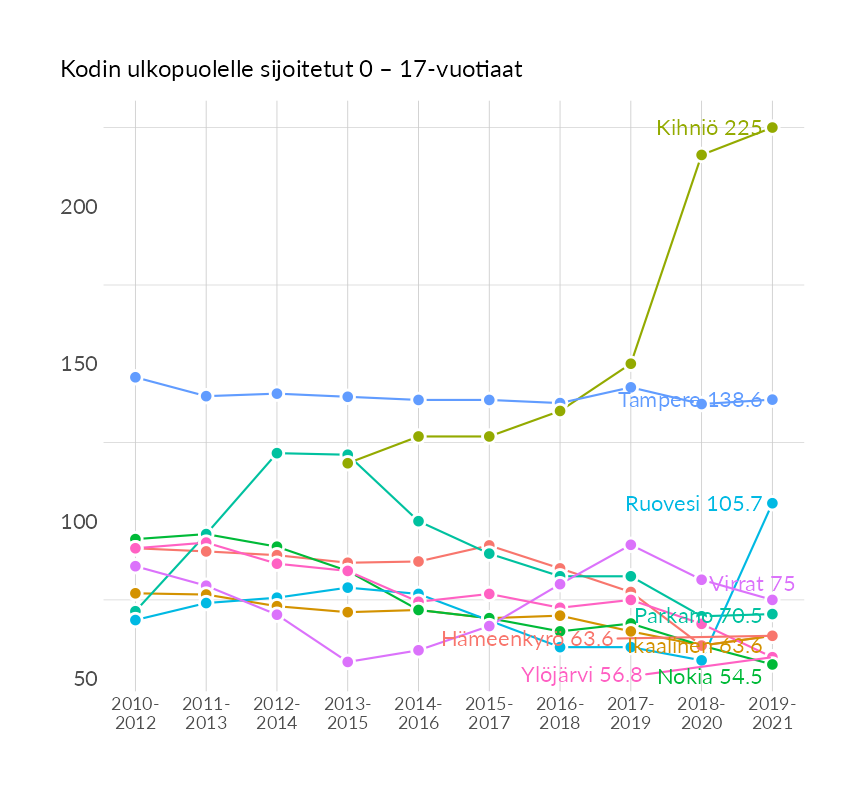 Kodin ulkopuolelle sijoitetut 0 – 17-vuotiaat
Kihniö 225
200
150
Tampere 138.6
Ruovesi 105.7
100
Virrat 75
Parkano 70.5
Hämeenkyrö 63.6
Ikaalinen 63.6
Ylöjärvi 56.8
Nokia 54.5
50
2010-
2012
2011-
2013
2012-
2014
2013-
2015
2014-
2016
2015-
2017
2016-
2018
2017-
2019
2018-
2020
2019-
2021